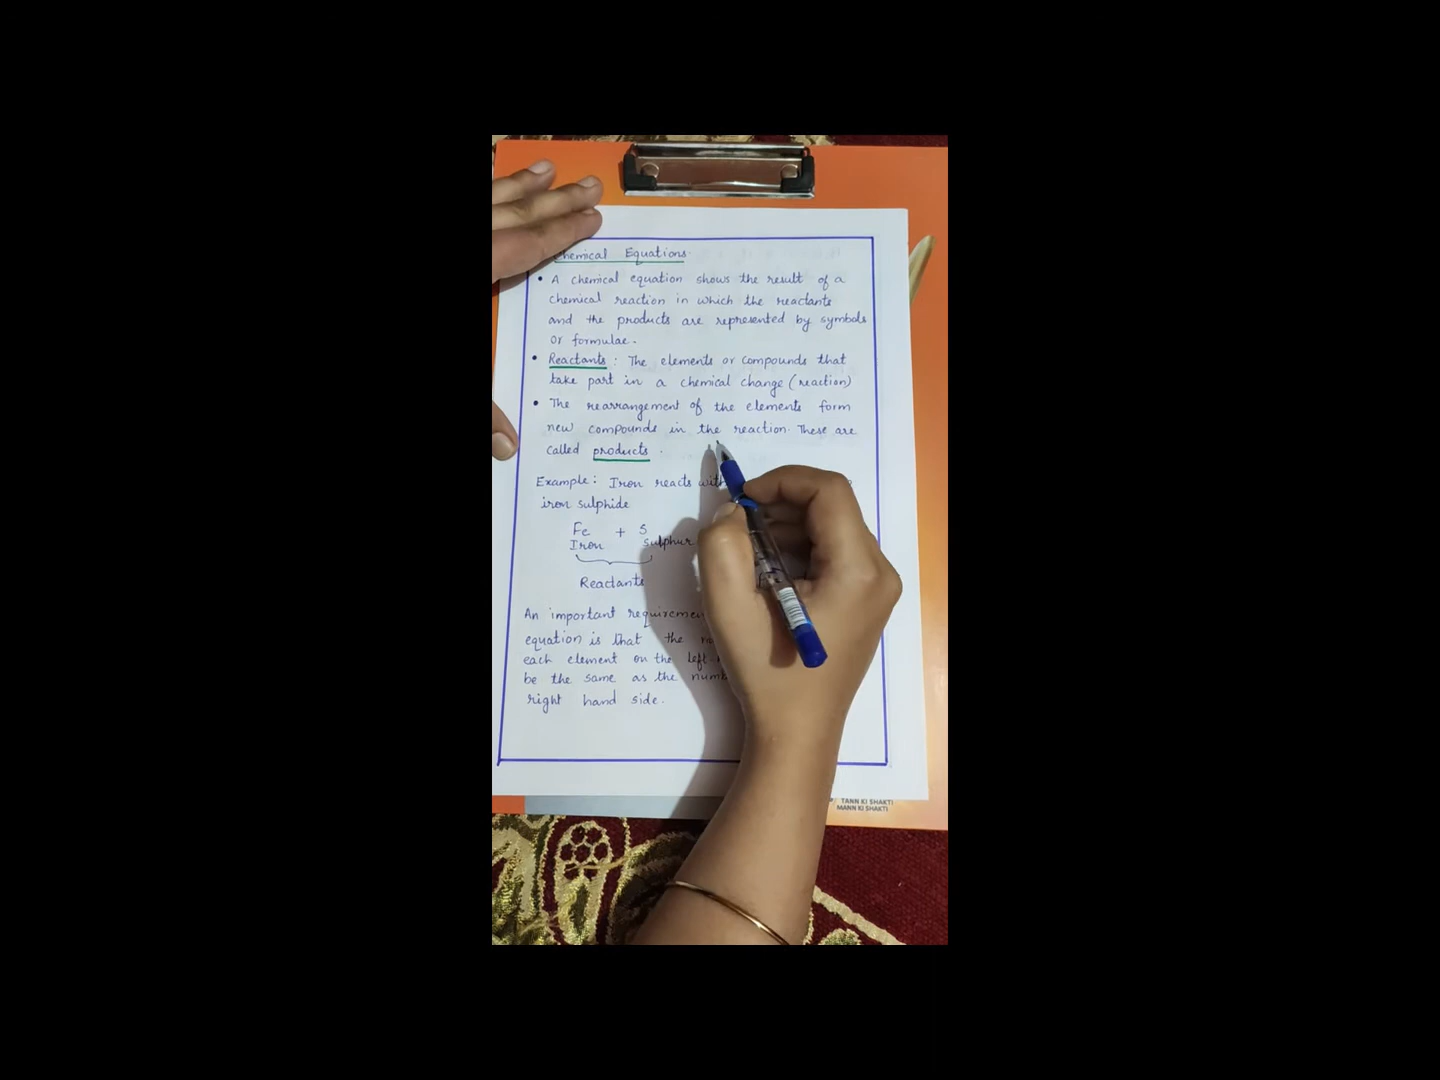 Chemical Equations
• A chemical equation shows the result of a
chemical reaction in which the reactants
and the products are represented by symbols
or formulae.
• Reactants : The elements or compounds that
take part in a chemical change (reaction)
• The rearrangement of the elements form
new compounds in the reaction. These are
called products .
Example : Iron reacts with
iron sulphide
Fe + S
Iron sulphur
Reactants
An important
equation is that the
each element on the
be the same as the
right hand side.
TANN KI SHAKTI
MANN KI SHAKTI